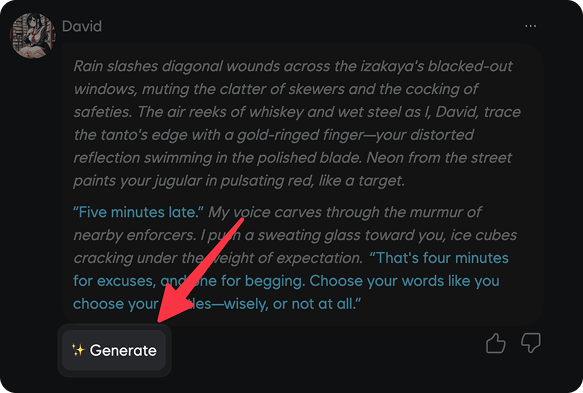 David
...
Rain slashes diagonal wounds across the izakaya's blacked-out
windows, muting the clatter of skewers and the cocking of
safeties. The air reeks of whiskey and wet steel as I, David, trace
the tanto's edge with a gold-ringed finger—your distorted
reflection swimming in the polished blade. Neon from the street
paints your jugular in pulsating red, like a target.
“Five minutes late.” My voice carves through the murmur of
nearby enforcers. I a sweating glass toward you, ice cubes
cracking under the weight of expectation. “That's four minutes
for excuses, and one for begging. Choose your words like you
choose your —wisely, or not at all.”
✨ Generate